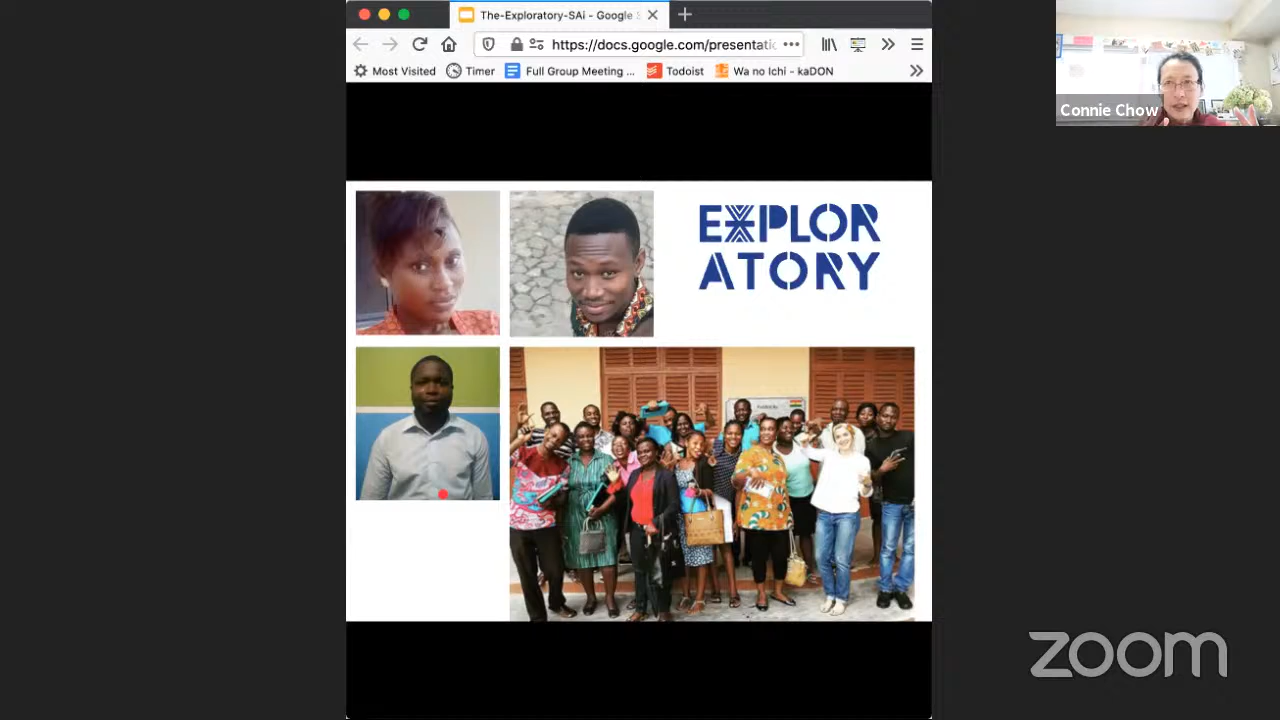 The-Exploratory-SAi - Google
https://docs.google.com/presentatic
Most Visited
Timer
Full Group Meeting ...
Todoist
Wa no Ichi - kaDON
Connie Chow
EXPLOR
ATORY
zoom